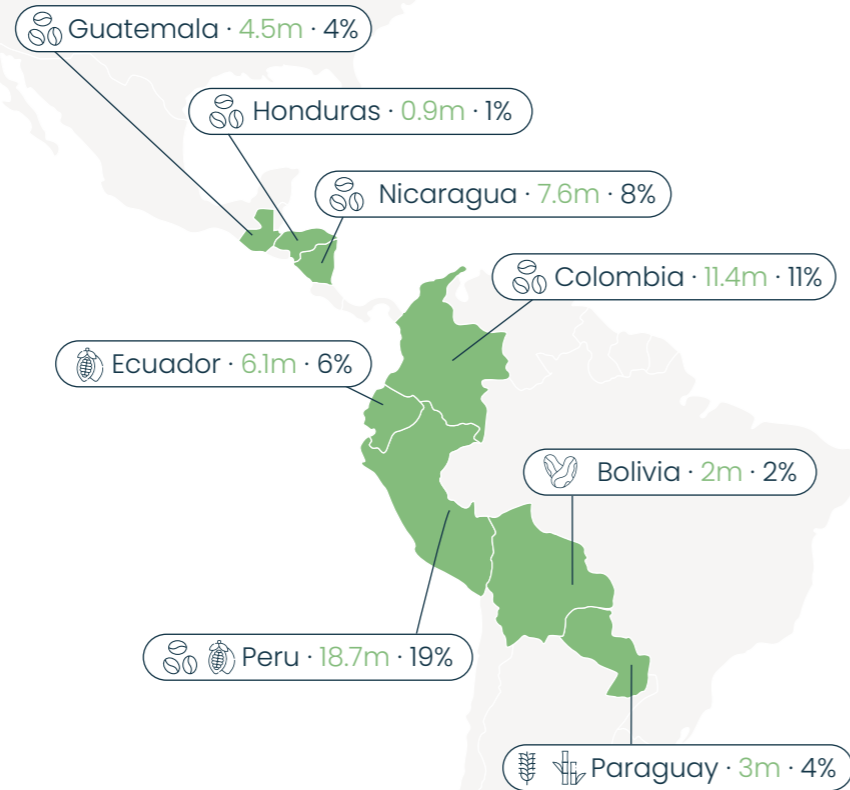 Guatemala · 4.5m · 4%
Honduras · 0.9m · 1%
Nicaragua · 7.6m · 8%
Colombia · 11.4m · 11%
Ecuador · 6.1m · 6%
Bolivia · 2m · 2%
Peru · 18.7m · 19%
Paraguay · 3m · 4%